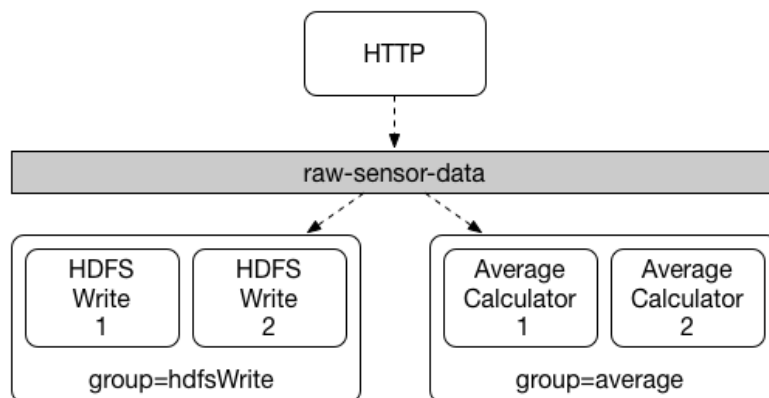 HTTP
raw-sensor-data
HDFS
Write
1
HDFS
Write
2
group=hdfsWrite
Average
Calculator
1
Average
Calculator
2
group=average